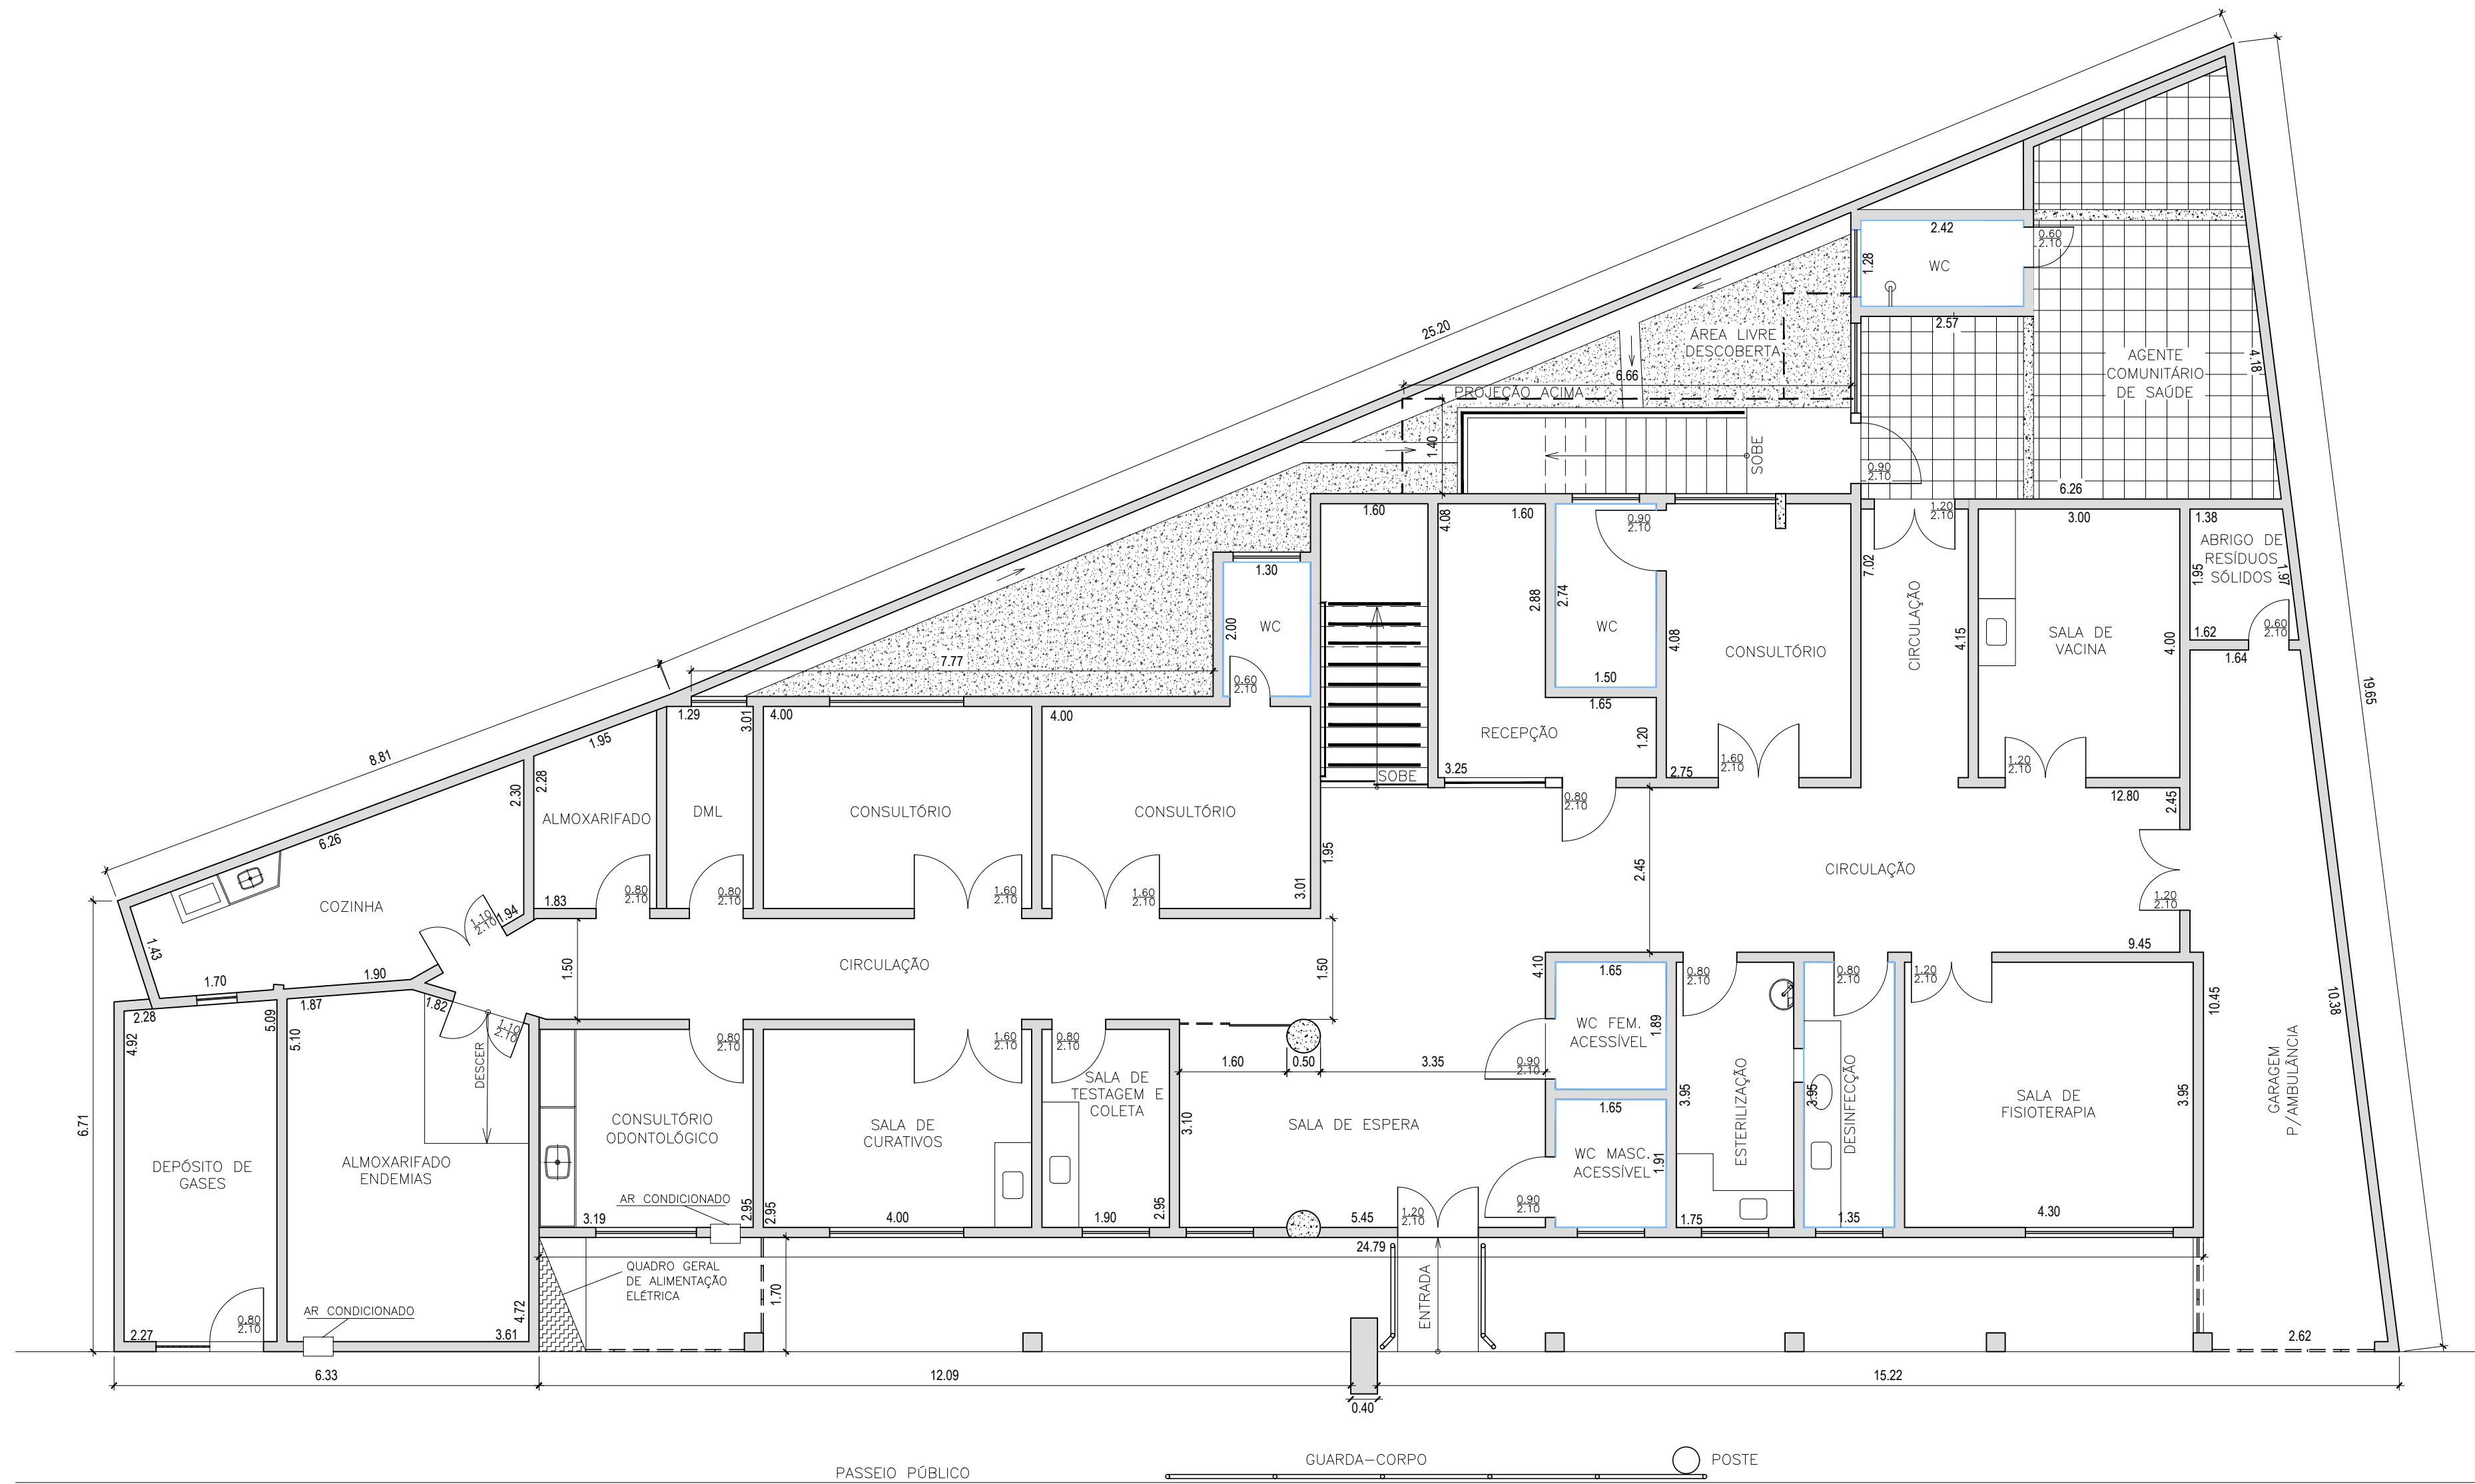 2.42
0.60
2.10
1.28
WC
2.57
25.20
ÁREA LIVRE
DESCOBERTA
6.66
PROJEÇÃO ACIMA
AGENTE
COMUNITÁRIO
DE SAÚDE
4.18
1.40
SOBE
0.90
2.10
6.26
1.60
4.08
1.60
0.90
2.10
1.20
2.10
3.00
1.38
ABRIGO DE
RESÍDUOS
SÓLIDOS
1.95
1.97
7.02
1.30
2.00
WC
2.88
2.74
WC
4.08
CONSULTÓRIO
CIRCULAÇÃO
4.15
SALA DE
VACINA
4.00
1.62
0.60
2.10
1.64
7.77
0.60
2.10
1.50
1.65
19.65
1.29
3.01
4.00
4.00
RECEPÇÃO
1.20
8.81
1.95
2.28
2.30
3.25
SOBE
2.75
1.60
2.10
1.20
2.10
12.80
2.45
0.80
2.10
ALMOXARIFADO
DML
CONSULTÓRIO
CONSULTÓRIO
6.26
1.95
2.45
CIRCULAÇÃO
COZINHA
1.10
2.10
1.94
1.83
0.80
2.10
0.80
2.10
1.60
2.10
1.60
2.10
3.01
1.20
2.10
1.43
1.50
CIRCULAÇÃO
1.50
4.10
1.65
9.45
1.70
1.90
0.80
2.10
0.80
2.10
1.20
2.10
2.28
1.87
1.82
4.92
5.09
5.10
1.10
2.10
DESCER
0.80
2.10
1.60
2.10
0.80
2.10
WC FEM.
ACESSÍVEL
1.89
10.45
10.38
1.60
0.50
3.35
0.90
2.10
SALA DE
TESTAGEM E
COLETA
CONSULTÓRIO
ODONTOLÓGICO
SALA DE
CURATIVOS
3.10
SALA DE ESPERA
1.65
ESTERILIZAÇÃO
3.95
3.95
DESINFECÇÃO
SALA DE
FISIOTERAPIA
3.95
GARAGEM
P/AMBULÂNCIA
6.71
DEPÓSITO DE
GASES
ALMOXARIFADO
ENDEMIAS
WC MASC.
ACESSÍVEL
1.91
AR CONDICIONADO
3.19
2.95
2.95
4.00
1.90
2.95
5.45
1.20
2.10
0.90
2.10
1.75
1.35
4.30
24.79
QUADRO GERAL
DE ALIMENTAÇÃO
ELÉTRICA
1.70
ENTRADA
AR CONDICIONADO
4.72
2.27
0.80
2.10
3.61
2.62
6.33
12.09
0.40
15.22
GUARDA-CORPO
POSTE
PASSEIO PÚBLICO